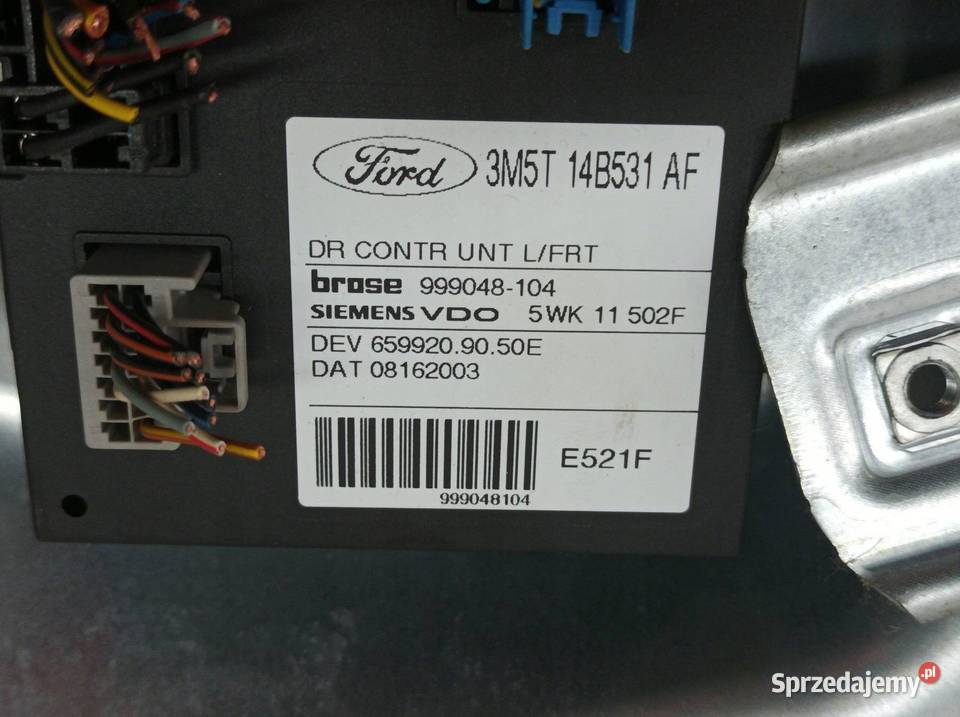 Ford 3M5T 14B531 AF
DR CONTR UNT L/FRT
brose 999048-104
SIEMENS VDO 5WK 11 502F
DEV 659920.90.50E
DAT 08162003
E521F
999048104
Sprzedajemy.pl